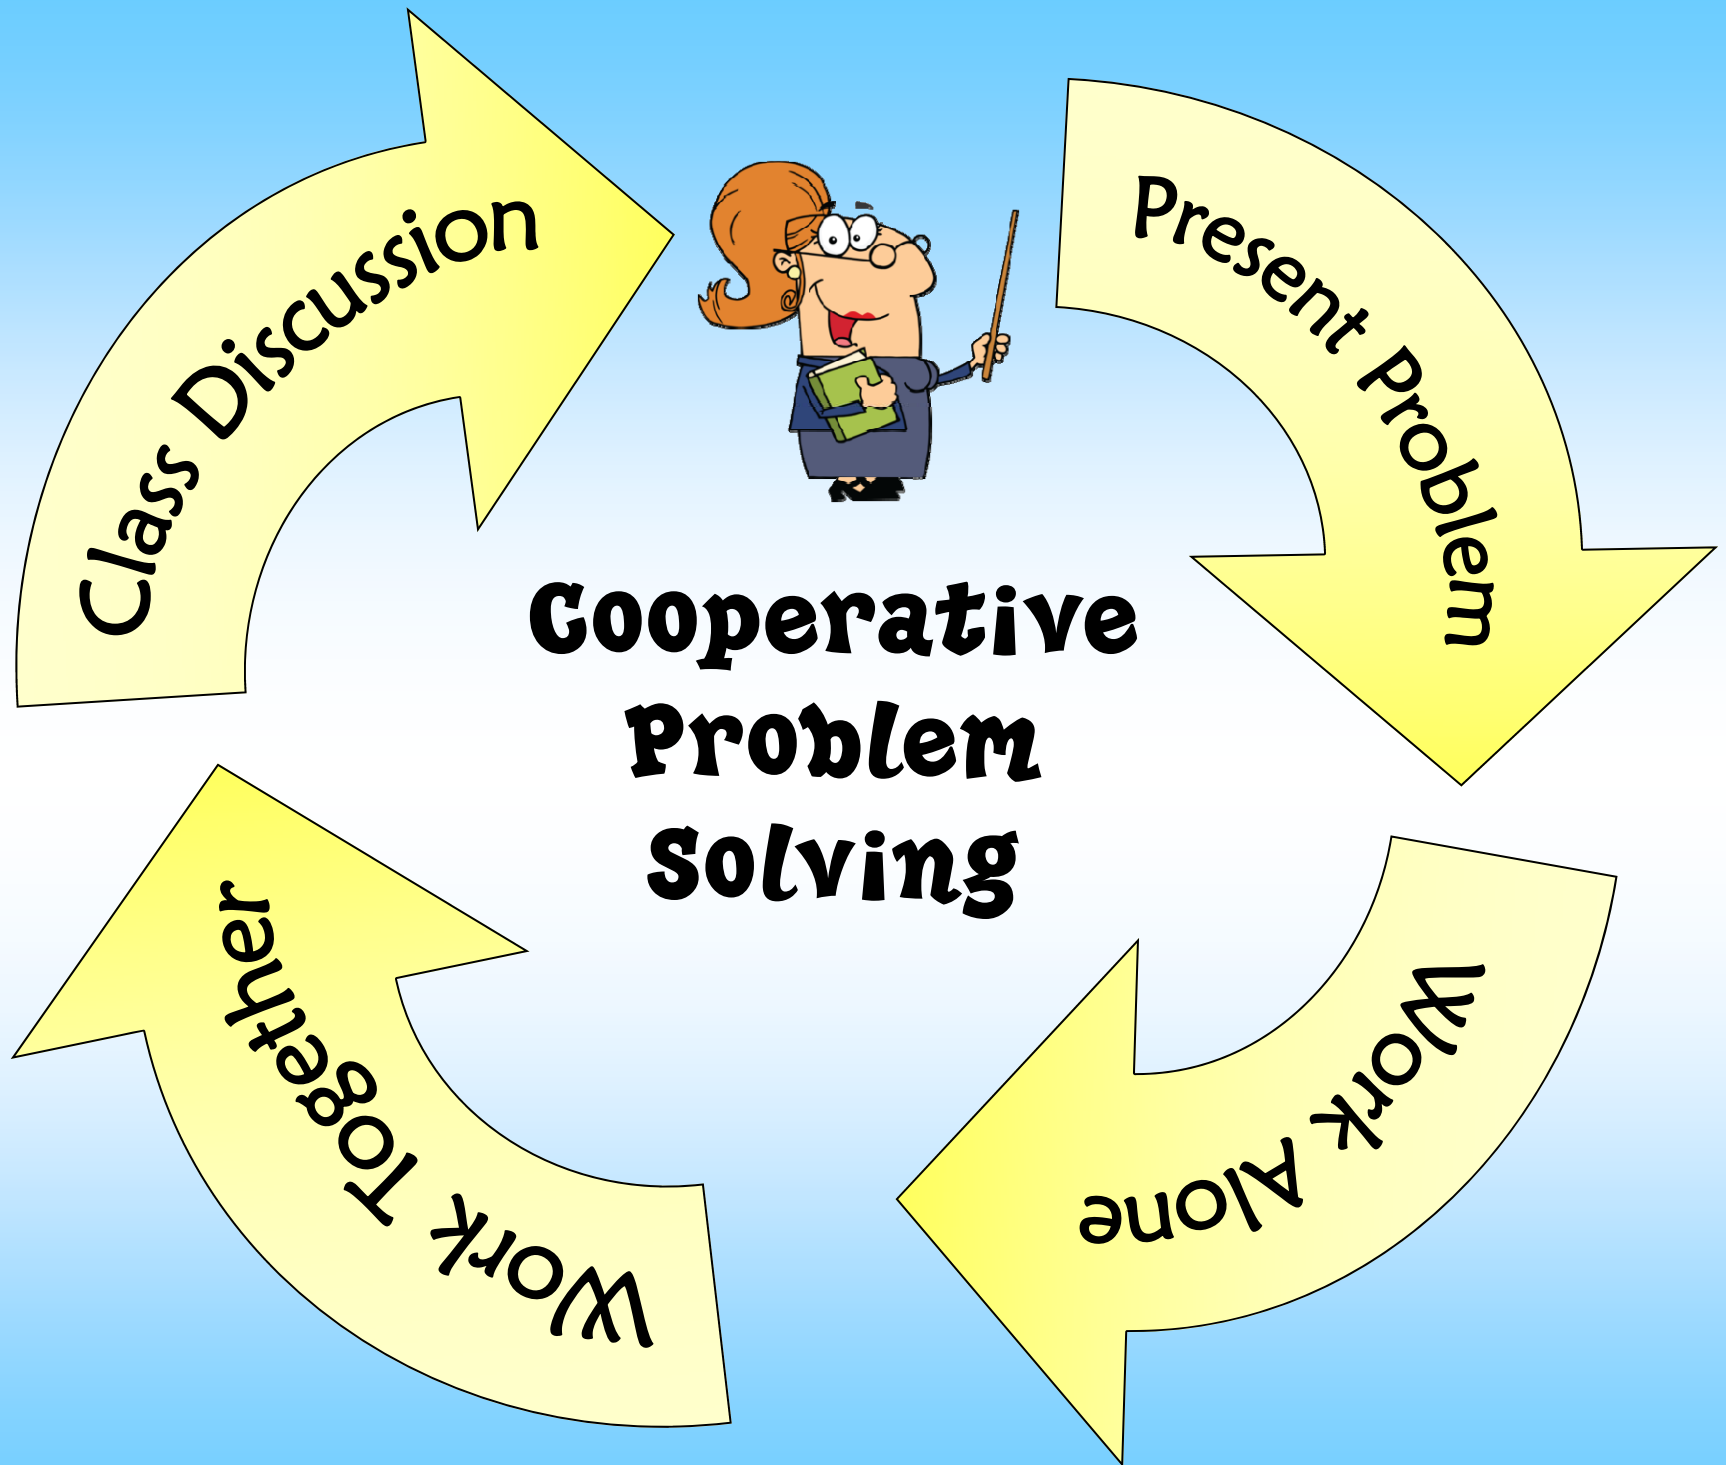 Cooperative
Problem
Solving
Present Problem
Work Alone
Work Together
Class Discussion